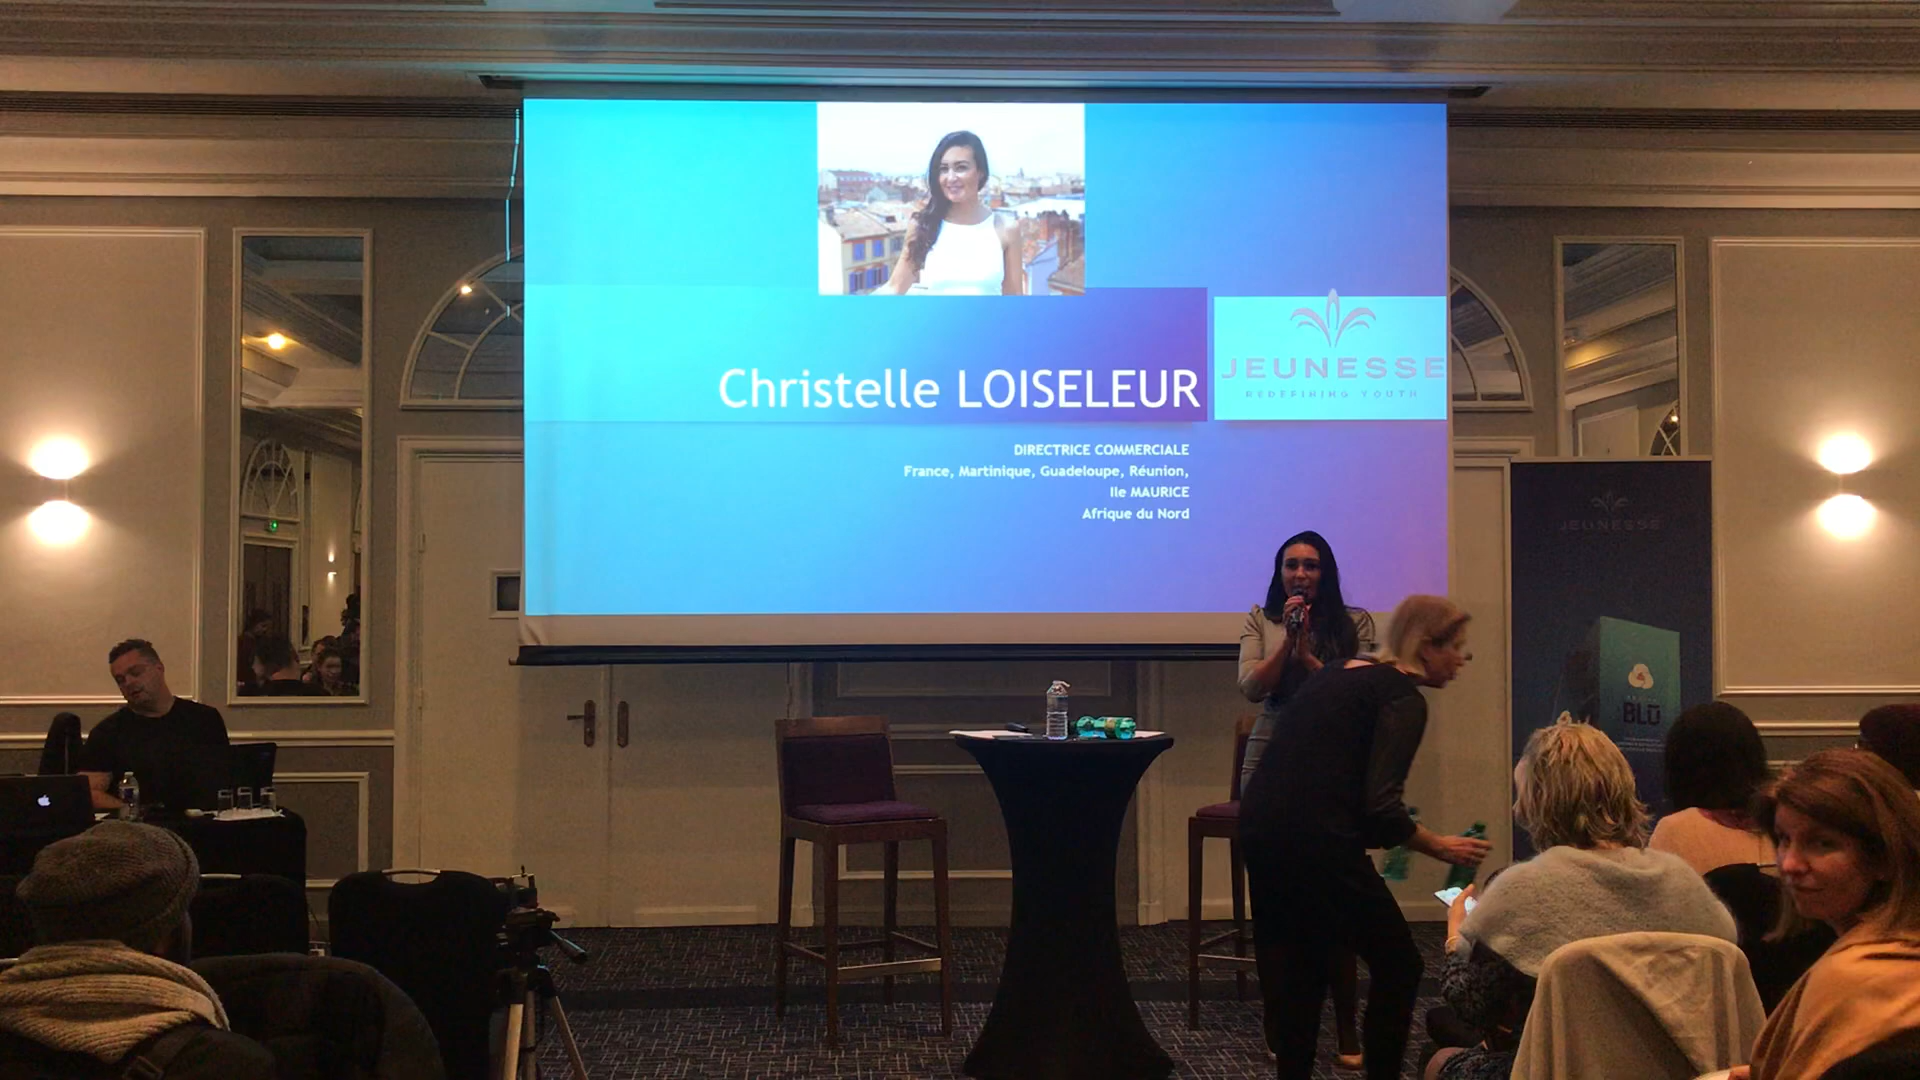 Christelle LOISELEUR
JEUNESSE
REDEFINING YOUTH
DIRECTRICE COMMERCIALE
France, Martinique, Guadeloupe, Réunion,
Ile MAURICE
Afrique du Nord
JEUNESSE
BLŪ